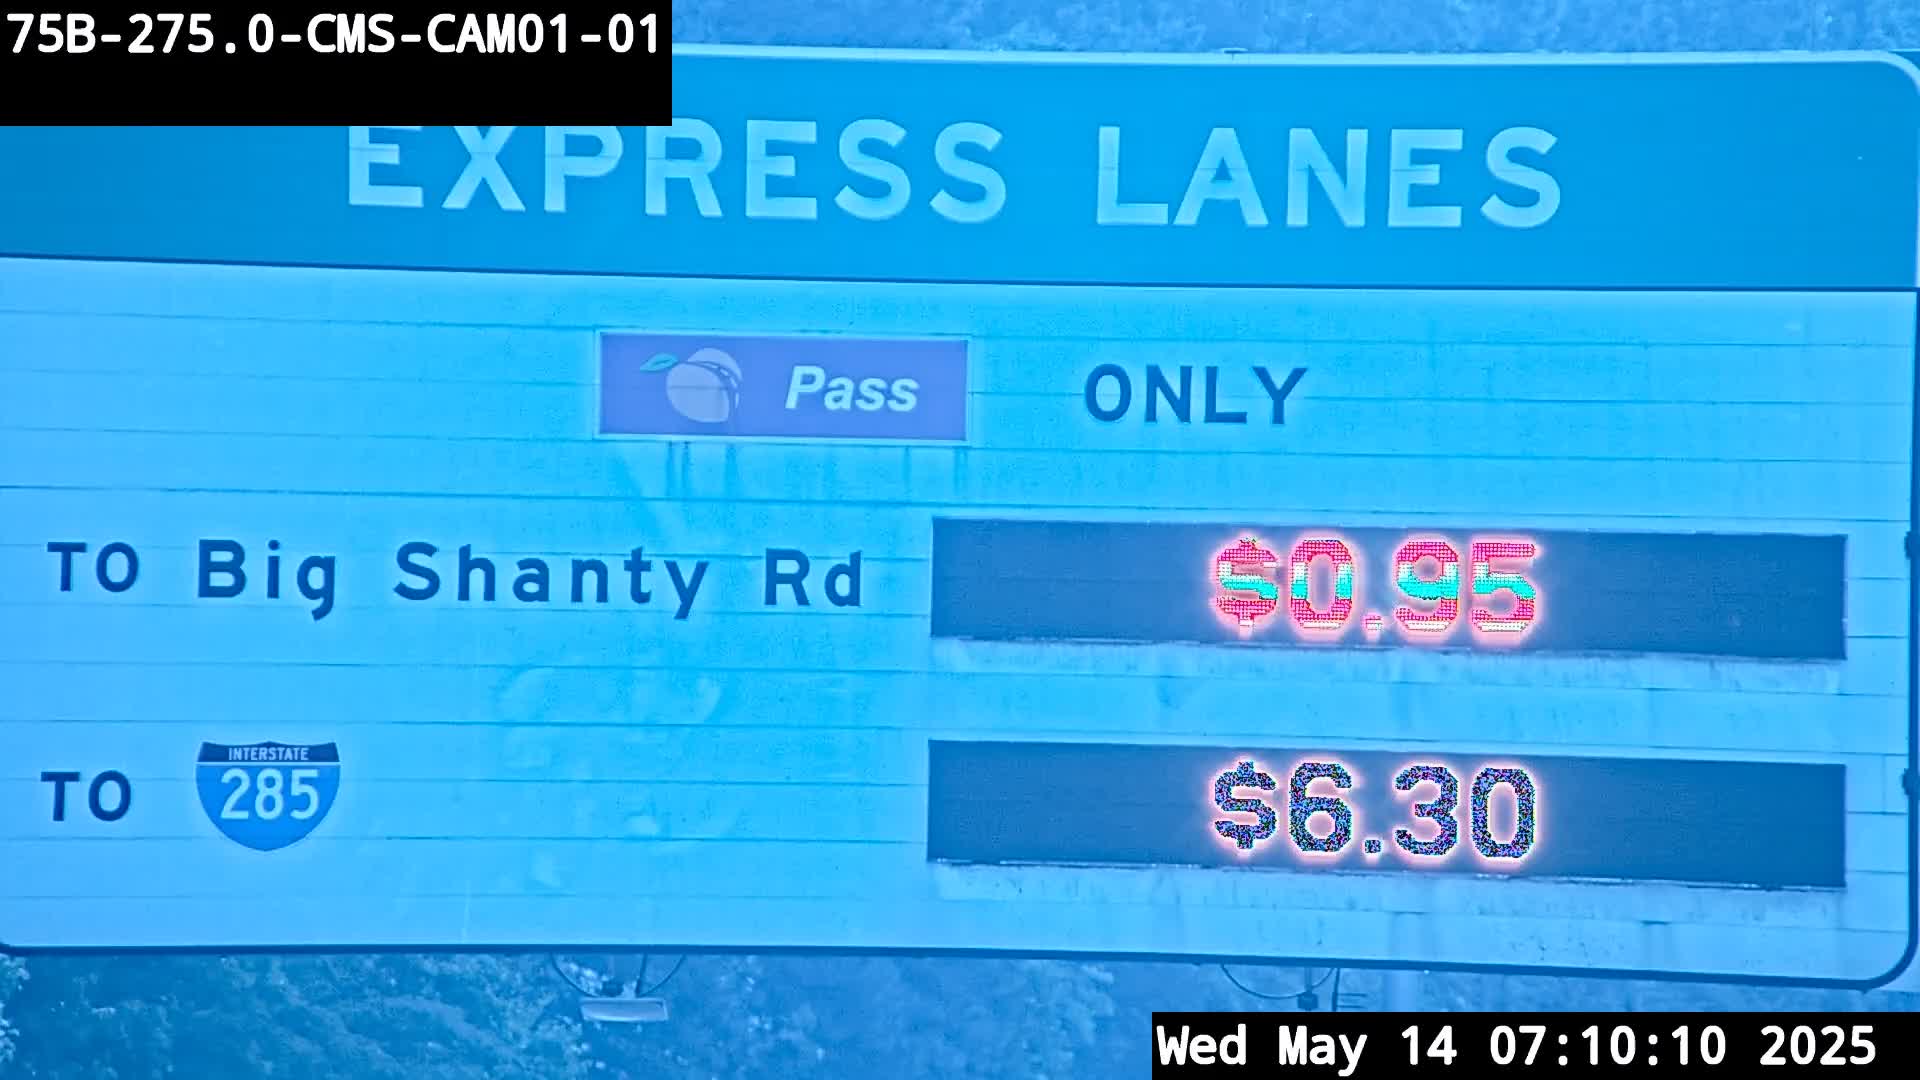 75B-275.0-CMS-CAM01-01
EXPRESS LANES
Pass ONLY
TO Big Shanty Rd $0.95
TO INTERSTATE 285 $6.30
Wed May 14 07:10:10 2025